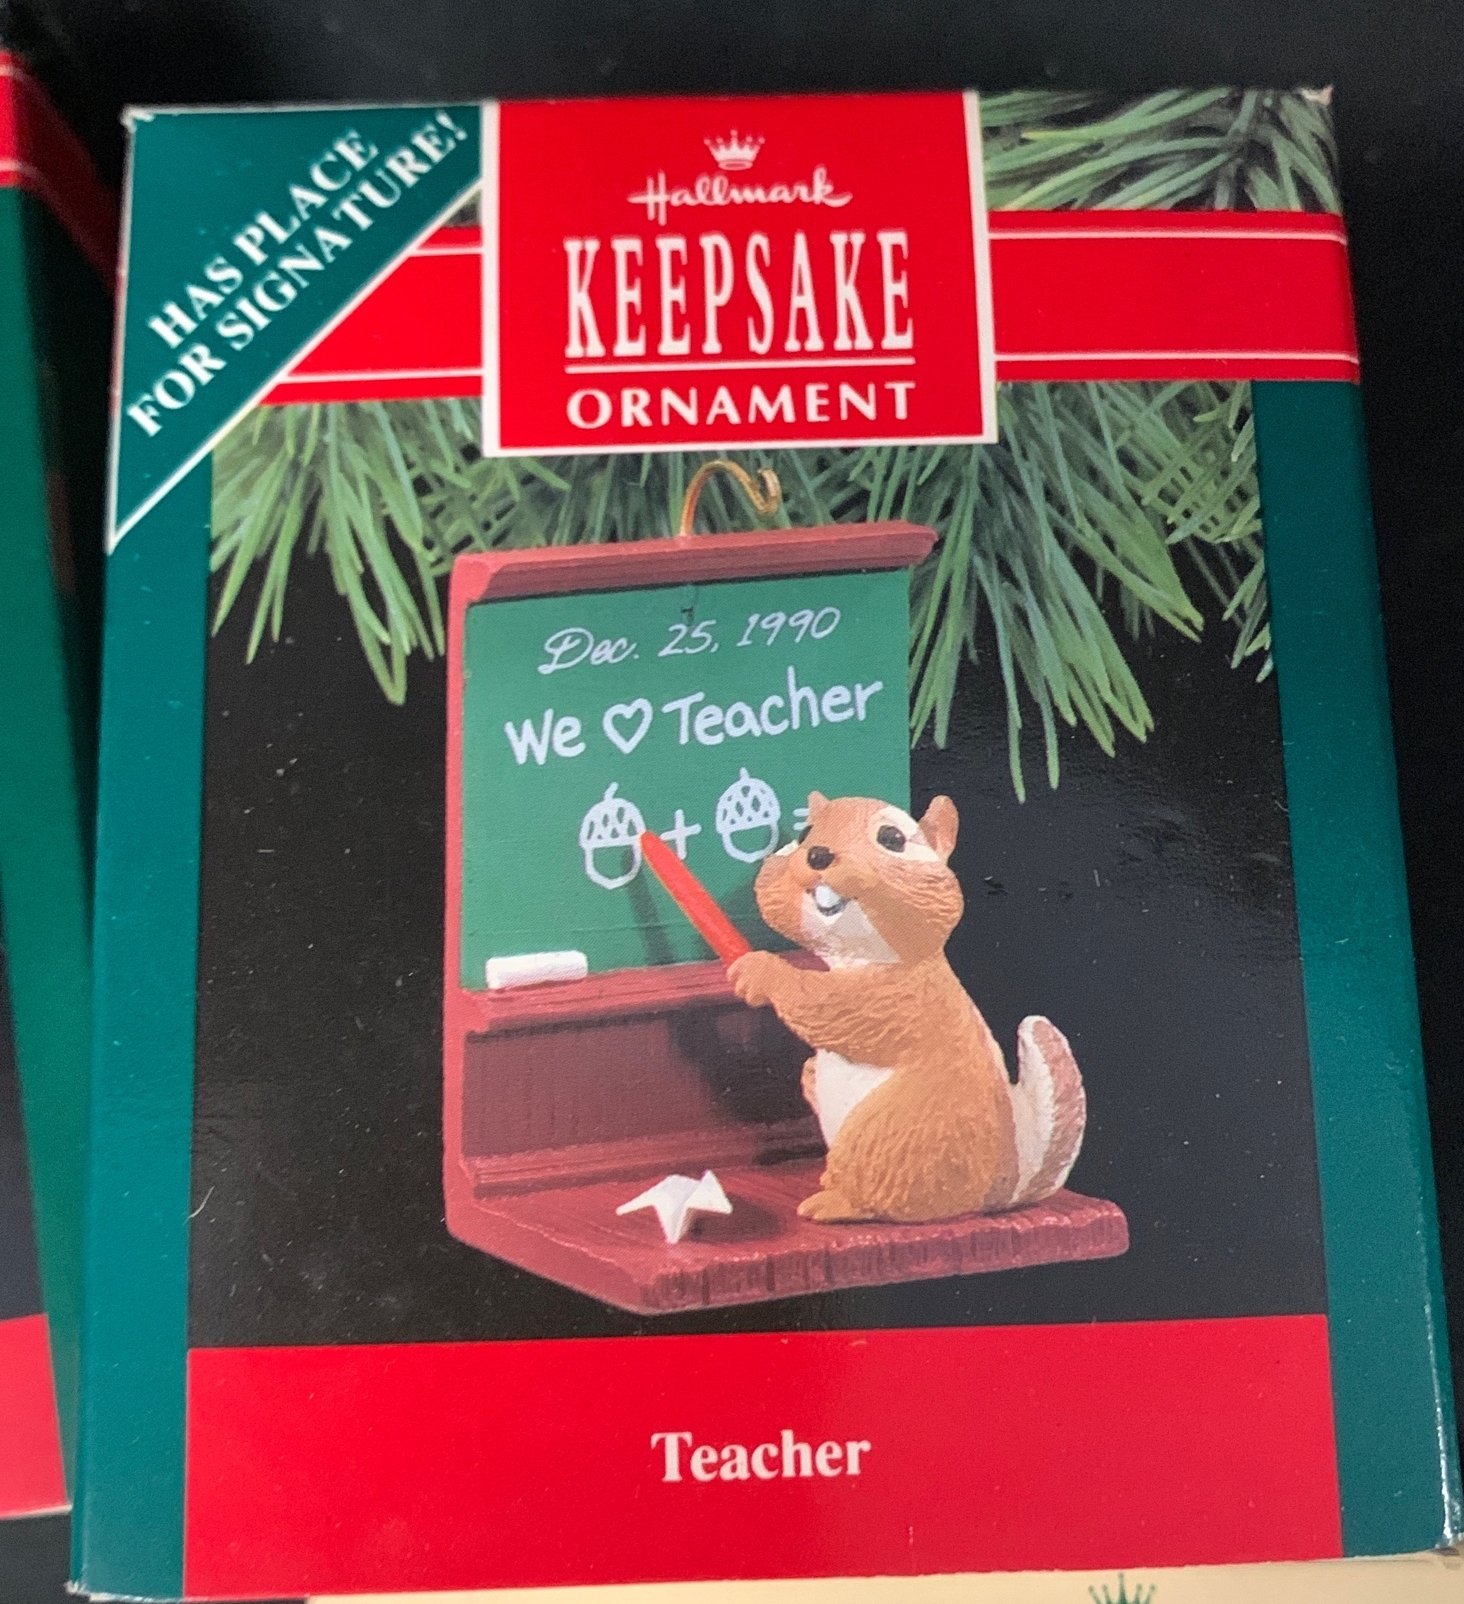 HAS PLACE
FOR SIGNATURE!
Hallmark
KEEPSAKE
ORNAMENT
Dec. 25, 1990
We ♡ Teacher
+ =
Teacher